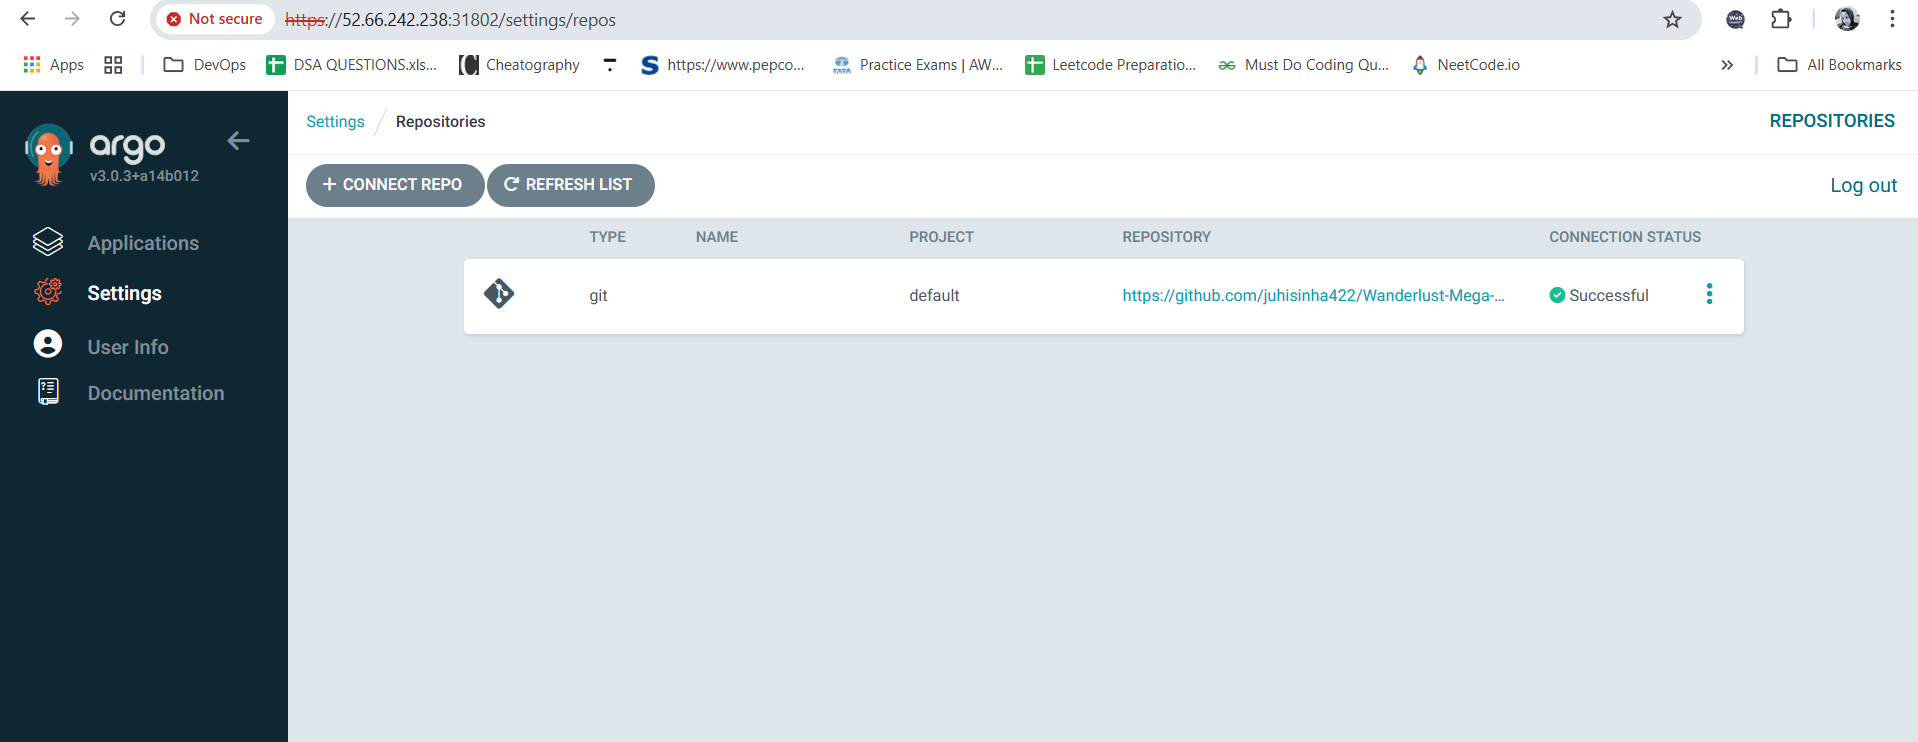 Not secure https://52.66.242.238:31802/settings/repos
Apps DevOps DSA QUESTIONS.xls... Cheatography https://www.pepco... TATA Practice Exams | AW... Leetcode Preparatio... Must Do Coding Qu... NeetCode.io » All Bookmarks
argo
v3.0.3+a14b012
Applications
Settings
User Info
Documentation
Settings / Repositories
REPOSITORIES
+ CONNECT REPO REFRESH LIST
Log out
TYPE NAME PROJECT REPOSITORY CONNECTION STATUS
git default https://github.com/juhisinha422/Wanderlust-Mega-... Successful